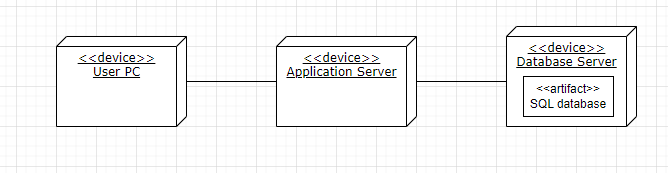 <<device>>
User PC
<<device>>
Application Server
<<device>>
Database Server
<<artifact>>
SQL database